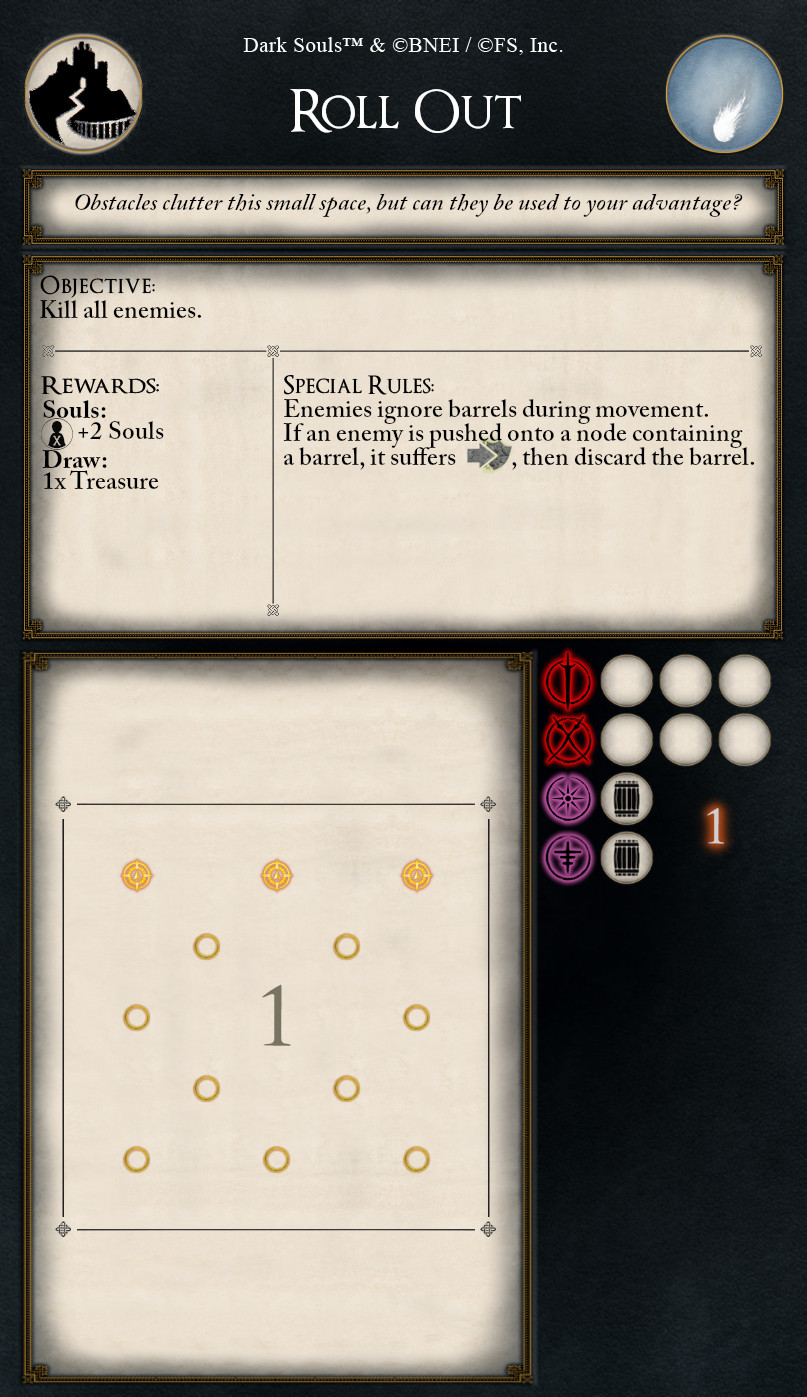 Dark Souls™ & ©BNEI / ©FS, Inc.
Roll Out
Obstacles clutter this small space, but can they be used to your advantage?
Objective:
Kill all enemies.
Rewards:
Souls:
X +2 Souls
Draw:
1x Treasure
Special Rules:
Enemies ignore barrels during movement.
If an enemy is pushed onto a node containing
a barrel, it suffers , then discard the barrel.
1
1